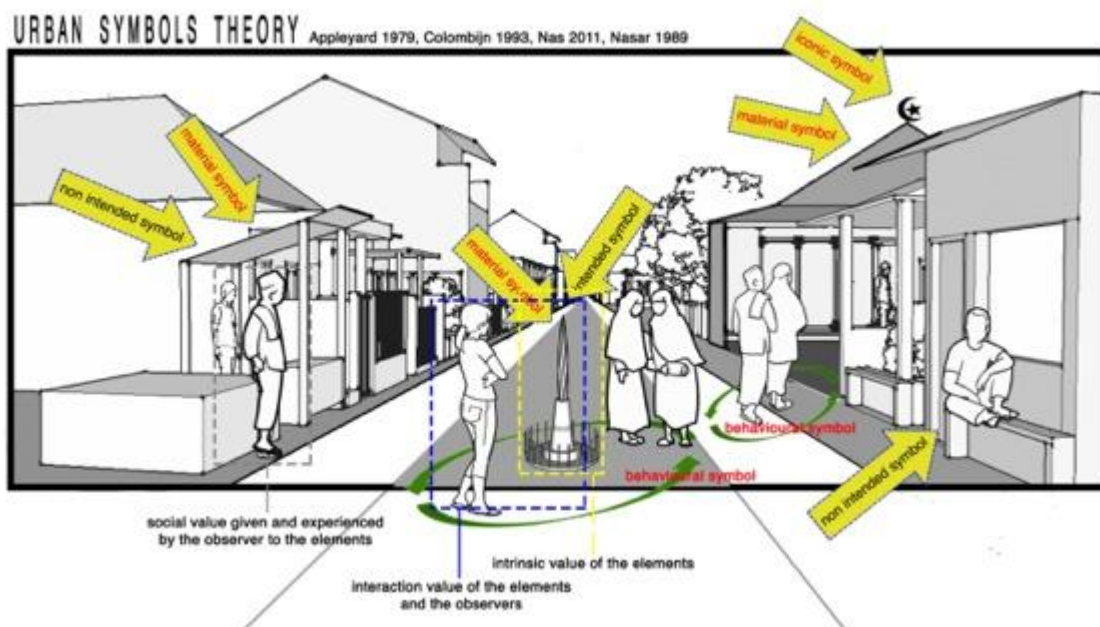 URBAN SYMBOLS THEORY Appleyard 1979, Colombijn 1993, Nas 2011, Nasar 1989
iconic symbol
material symbol
material symbol
non intended symbol
intended symbol
material symbol
behavioural symbol
behavioural symbol
non intended symbol
social value given and experienced
by the observer to the elements
intrinsic value of the elements
interaction value of the elements
and the observers